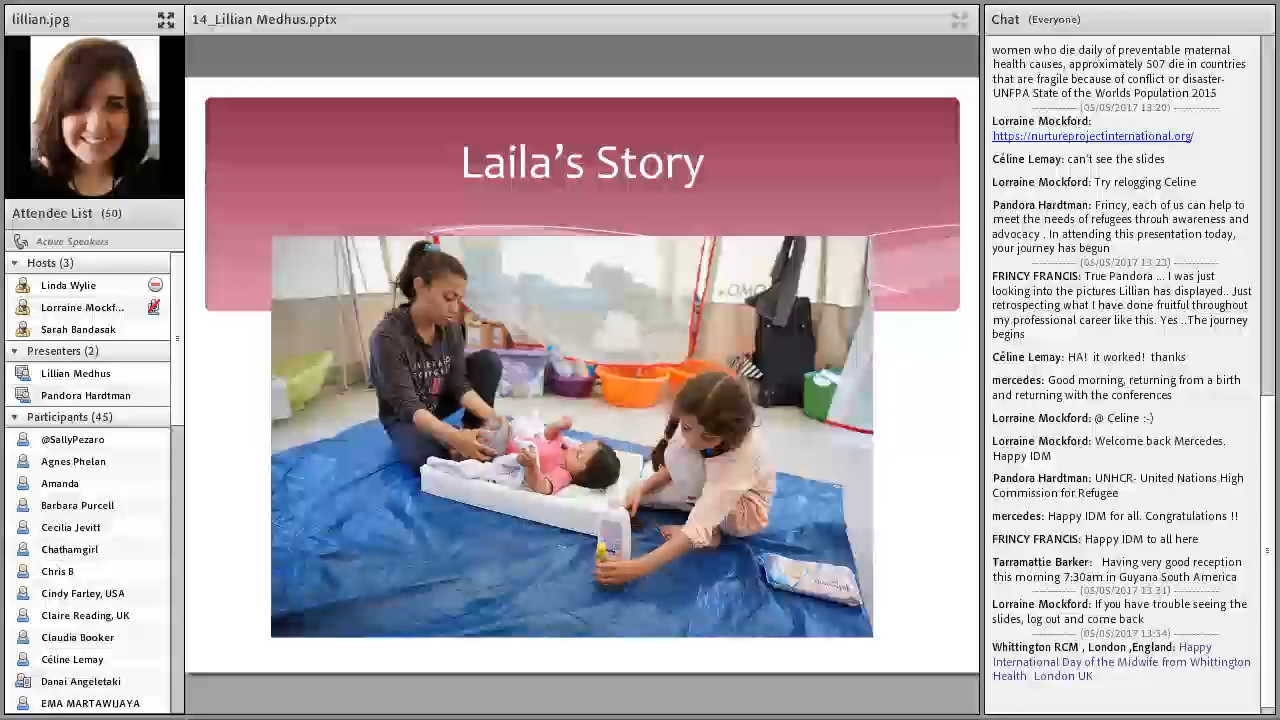 lillian.jpg
Attendee List (50)
Active Speakers
Hosts (3)
Linda Wylie
Lorraine Mockf...
Sarah Bandasak
Presenters (2)
Lillian Medhus
Pandora Hardtman
Participants (45)
@SallyPezaro
Agnes Phelan
Amanda
Barbara Purcell
Cecilia Jevitt
Chathamgirl
Chris B
Cindy Farley, USA
Claire Reading, UK
Claudia Booker
Céline Lemay
Danai Angeletaki
EMA MARTAWIJAYA
14_Lillian Medhus.pptx
Laila’s Story
Chat (Everyone)
women who die daily of preventable maternal
health causes, approximately 507 die in countries
that are fragile because of conflict or disaster-
UNFPA State of the Worlds Population 2015
(05/05/2017 13:20)
Lorraine Mockford:
https://nurtureprojectinternational.org/
Céline Lemay: can't see the slides
Lorraine Mockford: Try relogging Celine
Pandora Hardtman: Frincy, each of us can help to
meet the needs of refugees throuh awareness and
advocacy . In attending this presentation today,
your journey has begun
(05/05/2017 13:23)
FRINCY FRANCIS: True Pandora ... I was just
looking into the pictures Lillian has displayed.. Just
retrospecting what I have done fruitful throughout
my professional career like this. Yes ..The journey
begins
Céline Lemay: HA! it worked! thanks
mercedes: Good morning, returning from a birth
and returning with the conferences
Lorraine Mockford: @ Celine :-)
Lorraine Mockford: Welcome back Mercedes.
Happy IDM
Pandora Hardtman: UNHCR- United Nations High
Commission for Refugee
mercedes: Happy IDM for all. Congratulations !!
FRINCY FRANCIS: Happy IDM to all here
Tarramattie Barker: Having very good reception
this morning 7:30am in Guyana South America
(05/05/2017 13:31)
Lorraine Mockford: If you have trouble seeing the
slides, log out and come back
(05/05/2017 13:34)
Whittington RCM , London ,England: Happy
International Day of the Midwife from Whittington
Health London UK